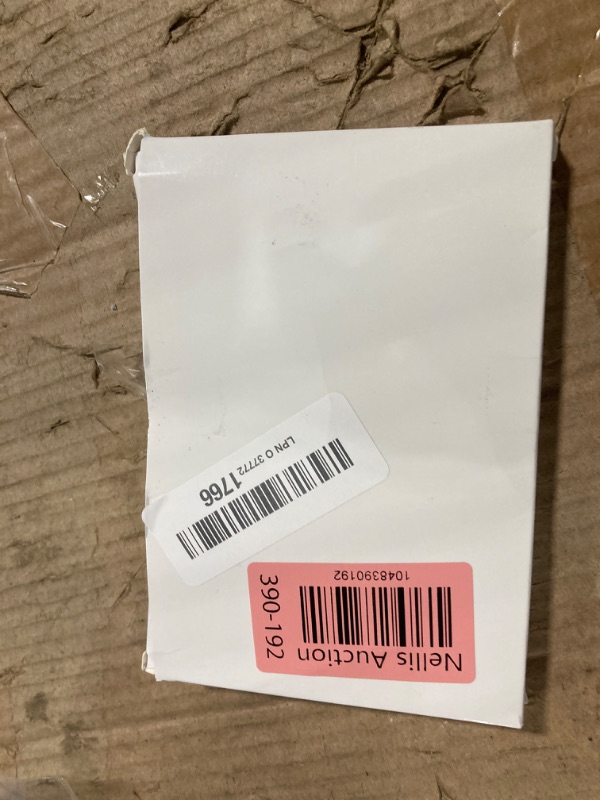 LPN O 37772 1766
Nellis Auction
1048390192
390-192